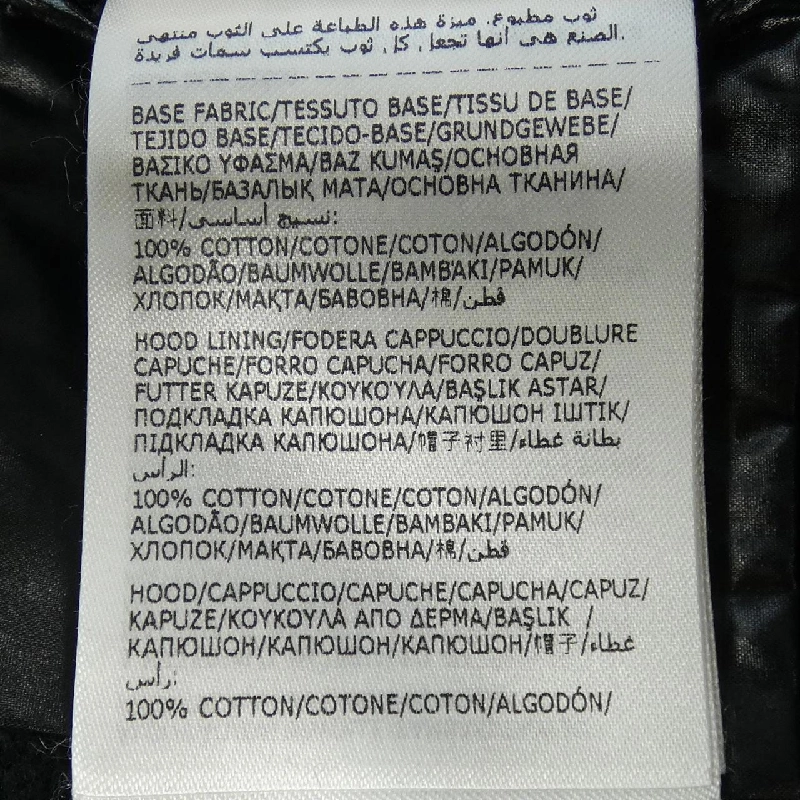 ثوب مطبوع. ميزة هذه الطباعة على الثوب منتهي
الصنع هي انها تجعل. كل. ثوب يكتسب سمات فريدة.
BASE FABRIC/TESSUTO BASE/TISSU DE BASE/
TEJIDO BASE/TECIDO-BASE/GRUNDGEWEBE/
ΒΑΣΙΚΟ ΥΦΑΣΜΑ/BAZ KUMAŞ/ОСНОВНАЯ
ТКАНЬ/БАЗАЛЫҚ МАТА/ОСНОВНА ТКАНИНА/
面料/نسيج أساسي:
100% COTTON/COTONE/COTON/ALGODÓN/
ALGODÃO/BAUMWOLLE/ΒΑΜΒΆΚΙ/PAMUK/
ХЛОПОК/МАҚТА/БАВОВНА/棉/قطن
HOOD LINING/FODERA CAPPUCCIO/DOUBLURE
CAPUCHE/FORRO CAPUCHA/FORRO CAPUZ/
FUTTER KAPUZE/ΚΟΥΚΟΎΛΑ/BAŞLIK ASTAR/
ПОДКЛАДКА КАПЮШОНА/КАПЮШОН ІШТІК/
ПІДКЛАДКА КАПЮШОНА/帽子衬里/بطانة غطاء
الرأس:
100% COTTON/COTONE/COTON/ALGODÓN/
ALGODÃO/BAUMWOLLE/ΒΑΜΒΆΚΙ/PAMUK/
ХЛОПОК/МАҚТА/БАВОВНА/棉/قطن
HOOD/CAPPUCCIO/CAPUCHE/CAPUCHA/CAPUZ/
KAPUZE/ΚΟΥΚΟΥΛΑ ΑΠΟ ΔΕΡΜΑ/BAŞLIK /
КАПЮШОН/КАПЮШОН/КАПЮШОН/帽子/غطاء
رأس:
100% COTTON/COTONE/COTON/ALGODÓN/